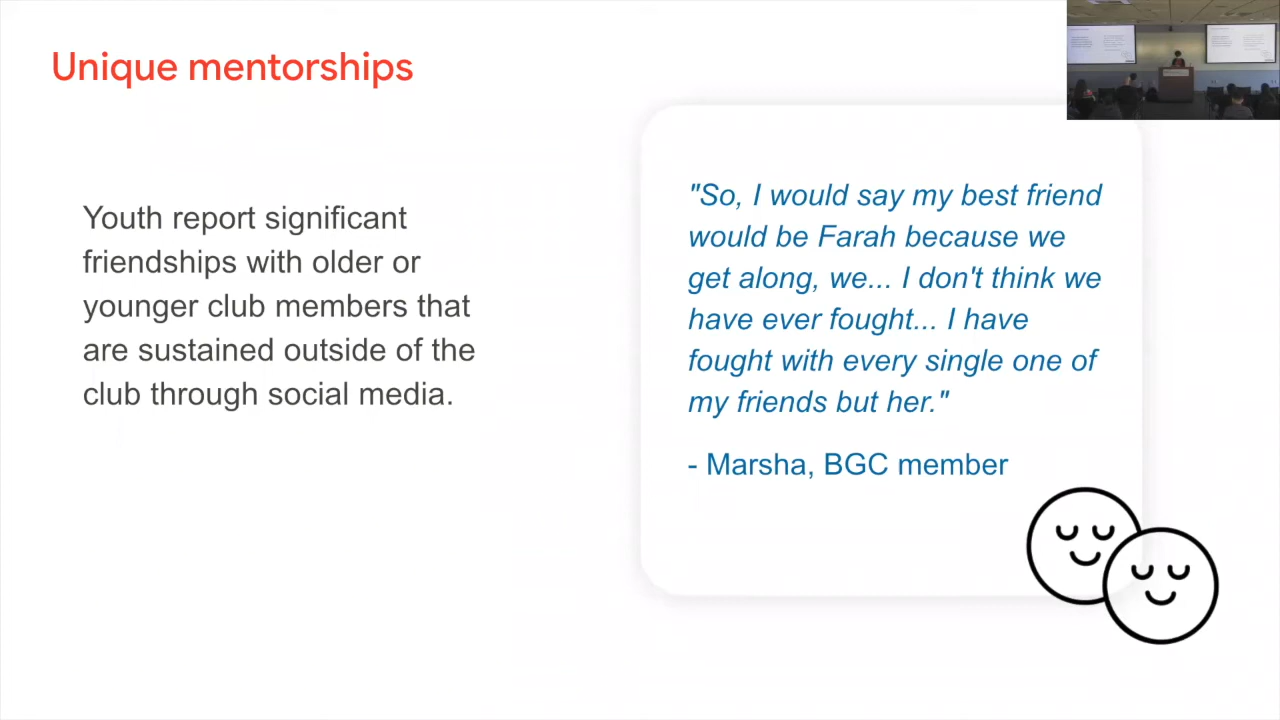 Unique mentorships
Youth report significant
friendships with older or
younger club members that
are sustained outside of the
club through social media.
"So, I would say my best friend
would be Farah because we
get along, we... I don't think we
have ever fought... I have
fought with every single one of
my friends but her."
- Marsha, BGC member